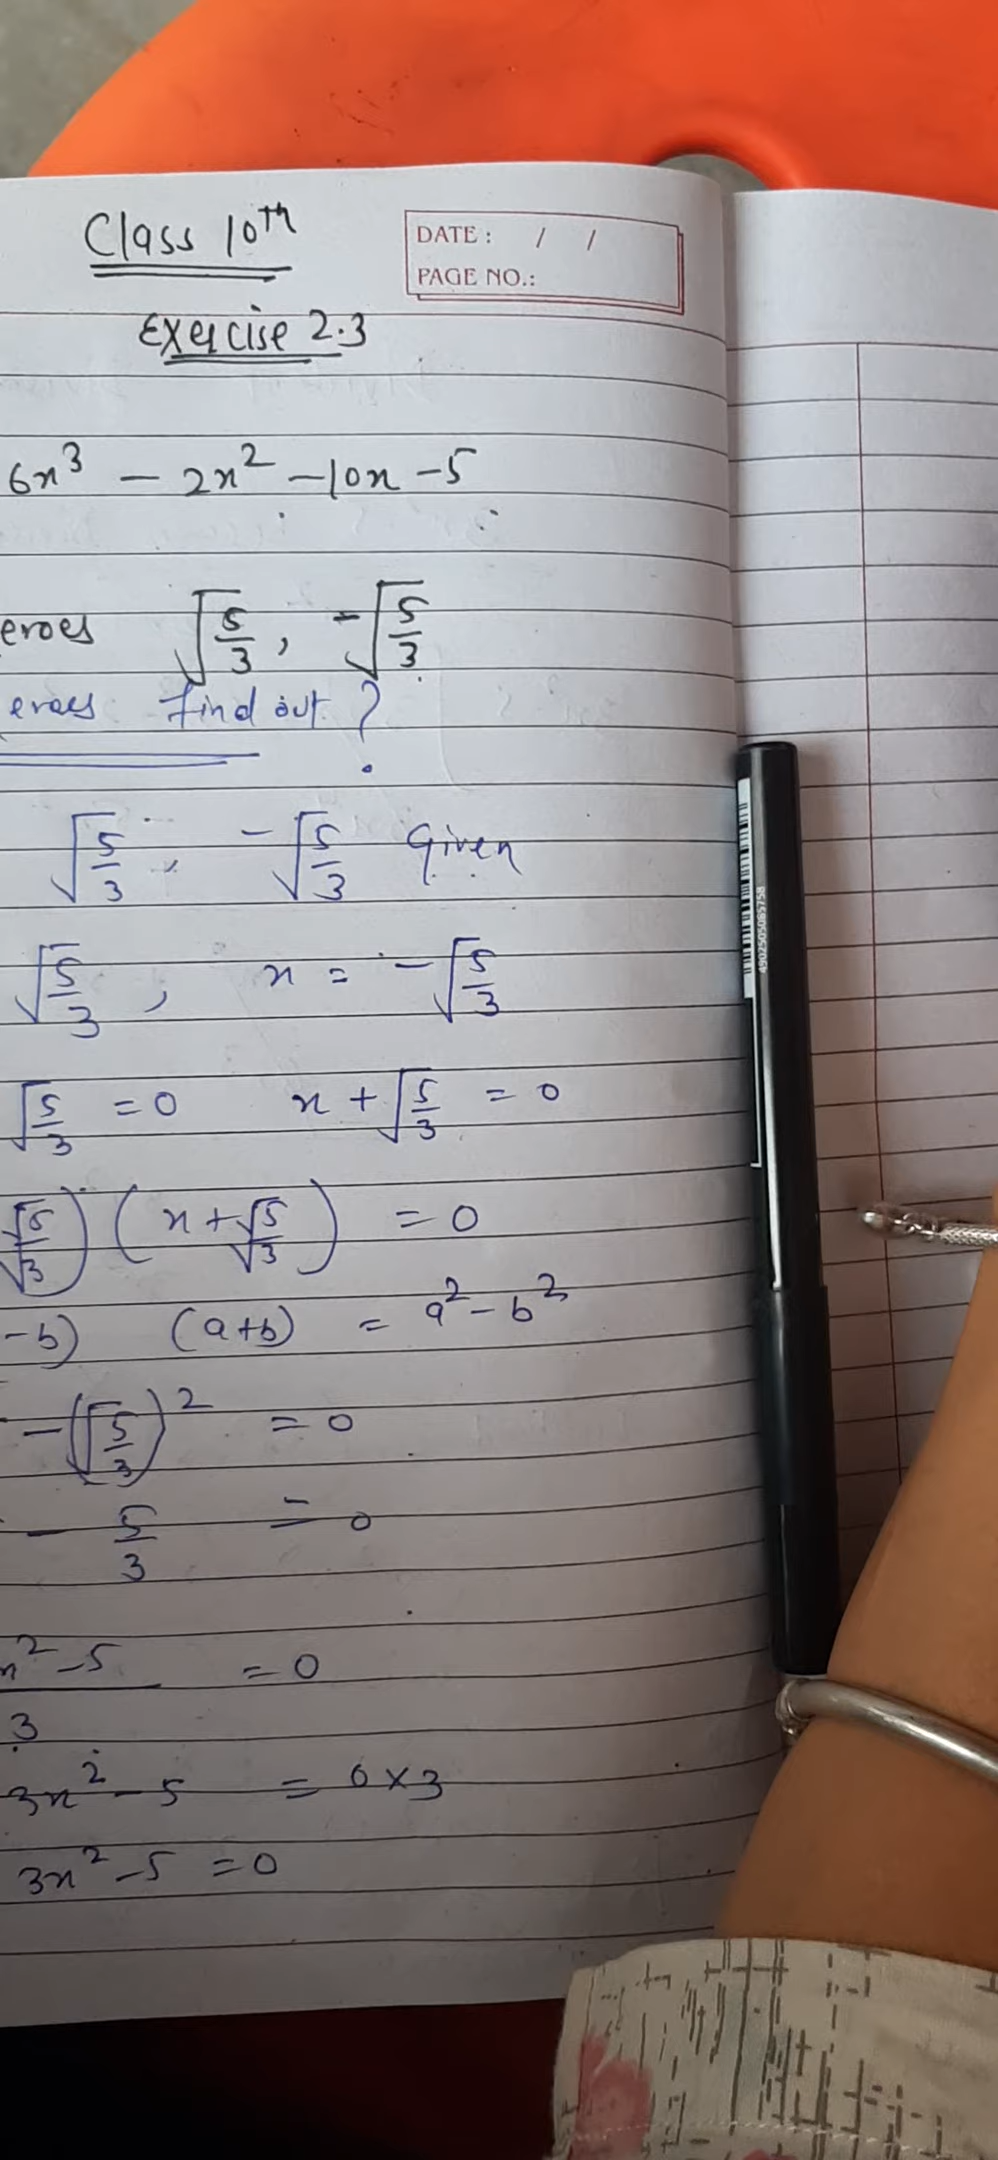 Class 10th
DATE : / /
PAGE NO.:
Exercise 2.3
6x³ - 2x² - 10x - 5
eroes √5/3, -√5/3
eroes find out ?
√5/3, -√5/3 Given
√5/3, x = -√5/3
√5/3 = 0 x + √5/3 = 0
√5/3) (x + √5/3) = 0
-b) (a+b) = a² - b²
- (√5/3)² = 0
- 5/3 = 0
x² - 5 = 0
3
3x² - 5 = 0 × 3
3x² - 5 = 0
4902505085758